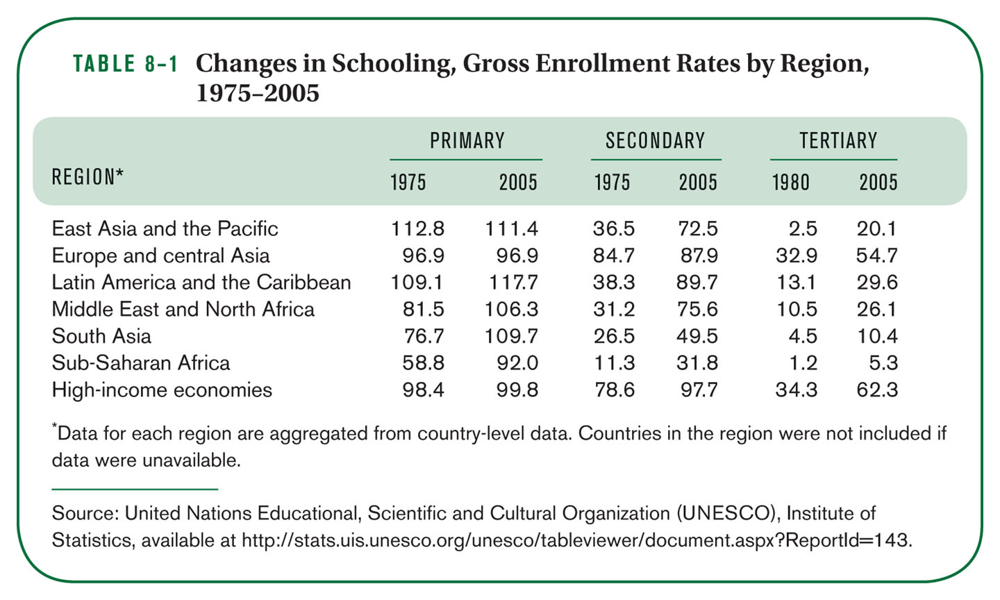 TABLE 8–1 Changes in Schooling, Gross Enrollment Rates by Region,
1975–2005
PRIMARY SECONDARY TERTIARY
REGION* 1975 2005 1975 2005 1980 2005
East Asia and the Pacific 112.8 111.4 36.5 72.5 2.5 20.1
Europe and central Asia 96.9 96.9 84.7 87.9 32.9 54.7
Latin America and the Caribbean 109.1 117.7 38.3 89.7 13.1 29.6
Middle East and North Africa 81.5 106.3 31.2 75.6 10.5 26.1
South Asia 76.7 109.7 26.5 49.5 4.5 10.4
Sub-Saharan Africa 58.8 92.0 11.3 31.8 1.2 5.3
High-income economies 98.4 99.8 78.6 97.7 34.3 62.3
*Data for each region are aggregated from country-level data. Countries in the region were not included if
data were unavailable.
Source: United Nations Educational, Scientific and Cultural Organization (UNESCO), Institute of
Statistics, available at http://stats.uis.unesco.org/unesco/tableviewer/document.aspx?ReportId=143.